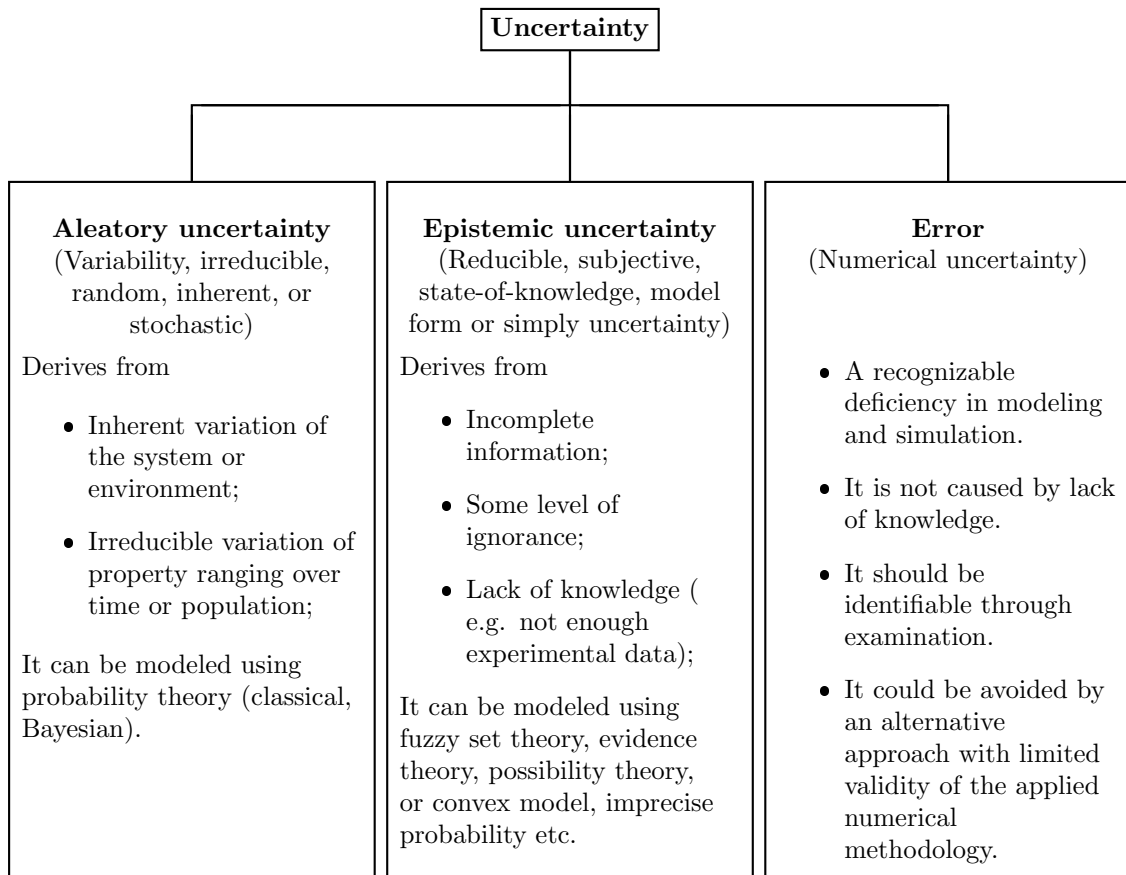 Uncertainty
Aleatory uncertainty
(Variability, irreducible,
random, inherent, or
stochastic)
Derives from
• Inherent variation of
the system or
environment;
• Irreducible variation of
property ranging over
time or population;
It can be modeled using
probability theory (classical,
Bayesian).
Epistemic uncertainty
(Reducible, subjective,
state-of-knowledge, model
form or simply uncertainty)
Derives from
• Incomplete
information;
• Some level of
ignorance;
• Lack of knowledge (
e.g. not enough
experimental data);
It can be modeled using
fuzzy set theory, evidence
theory, possibility theory,
or convex model, imprecise
probability etc.
Error
(Numerical uncertainty)
• A recognizable
deficiency in modeling
and simulation.
• It is not caused by lack
of knowledge.
• It should be
identifiable through
examination.
• It could be avoided by
an alternative
approach with limited
validity of the applied
numerical
methodology.